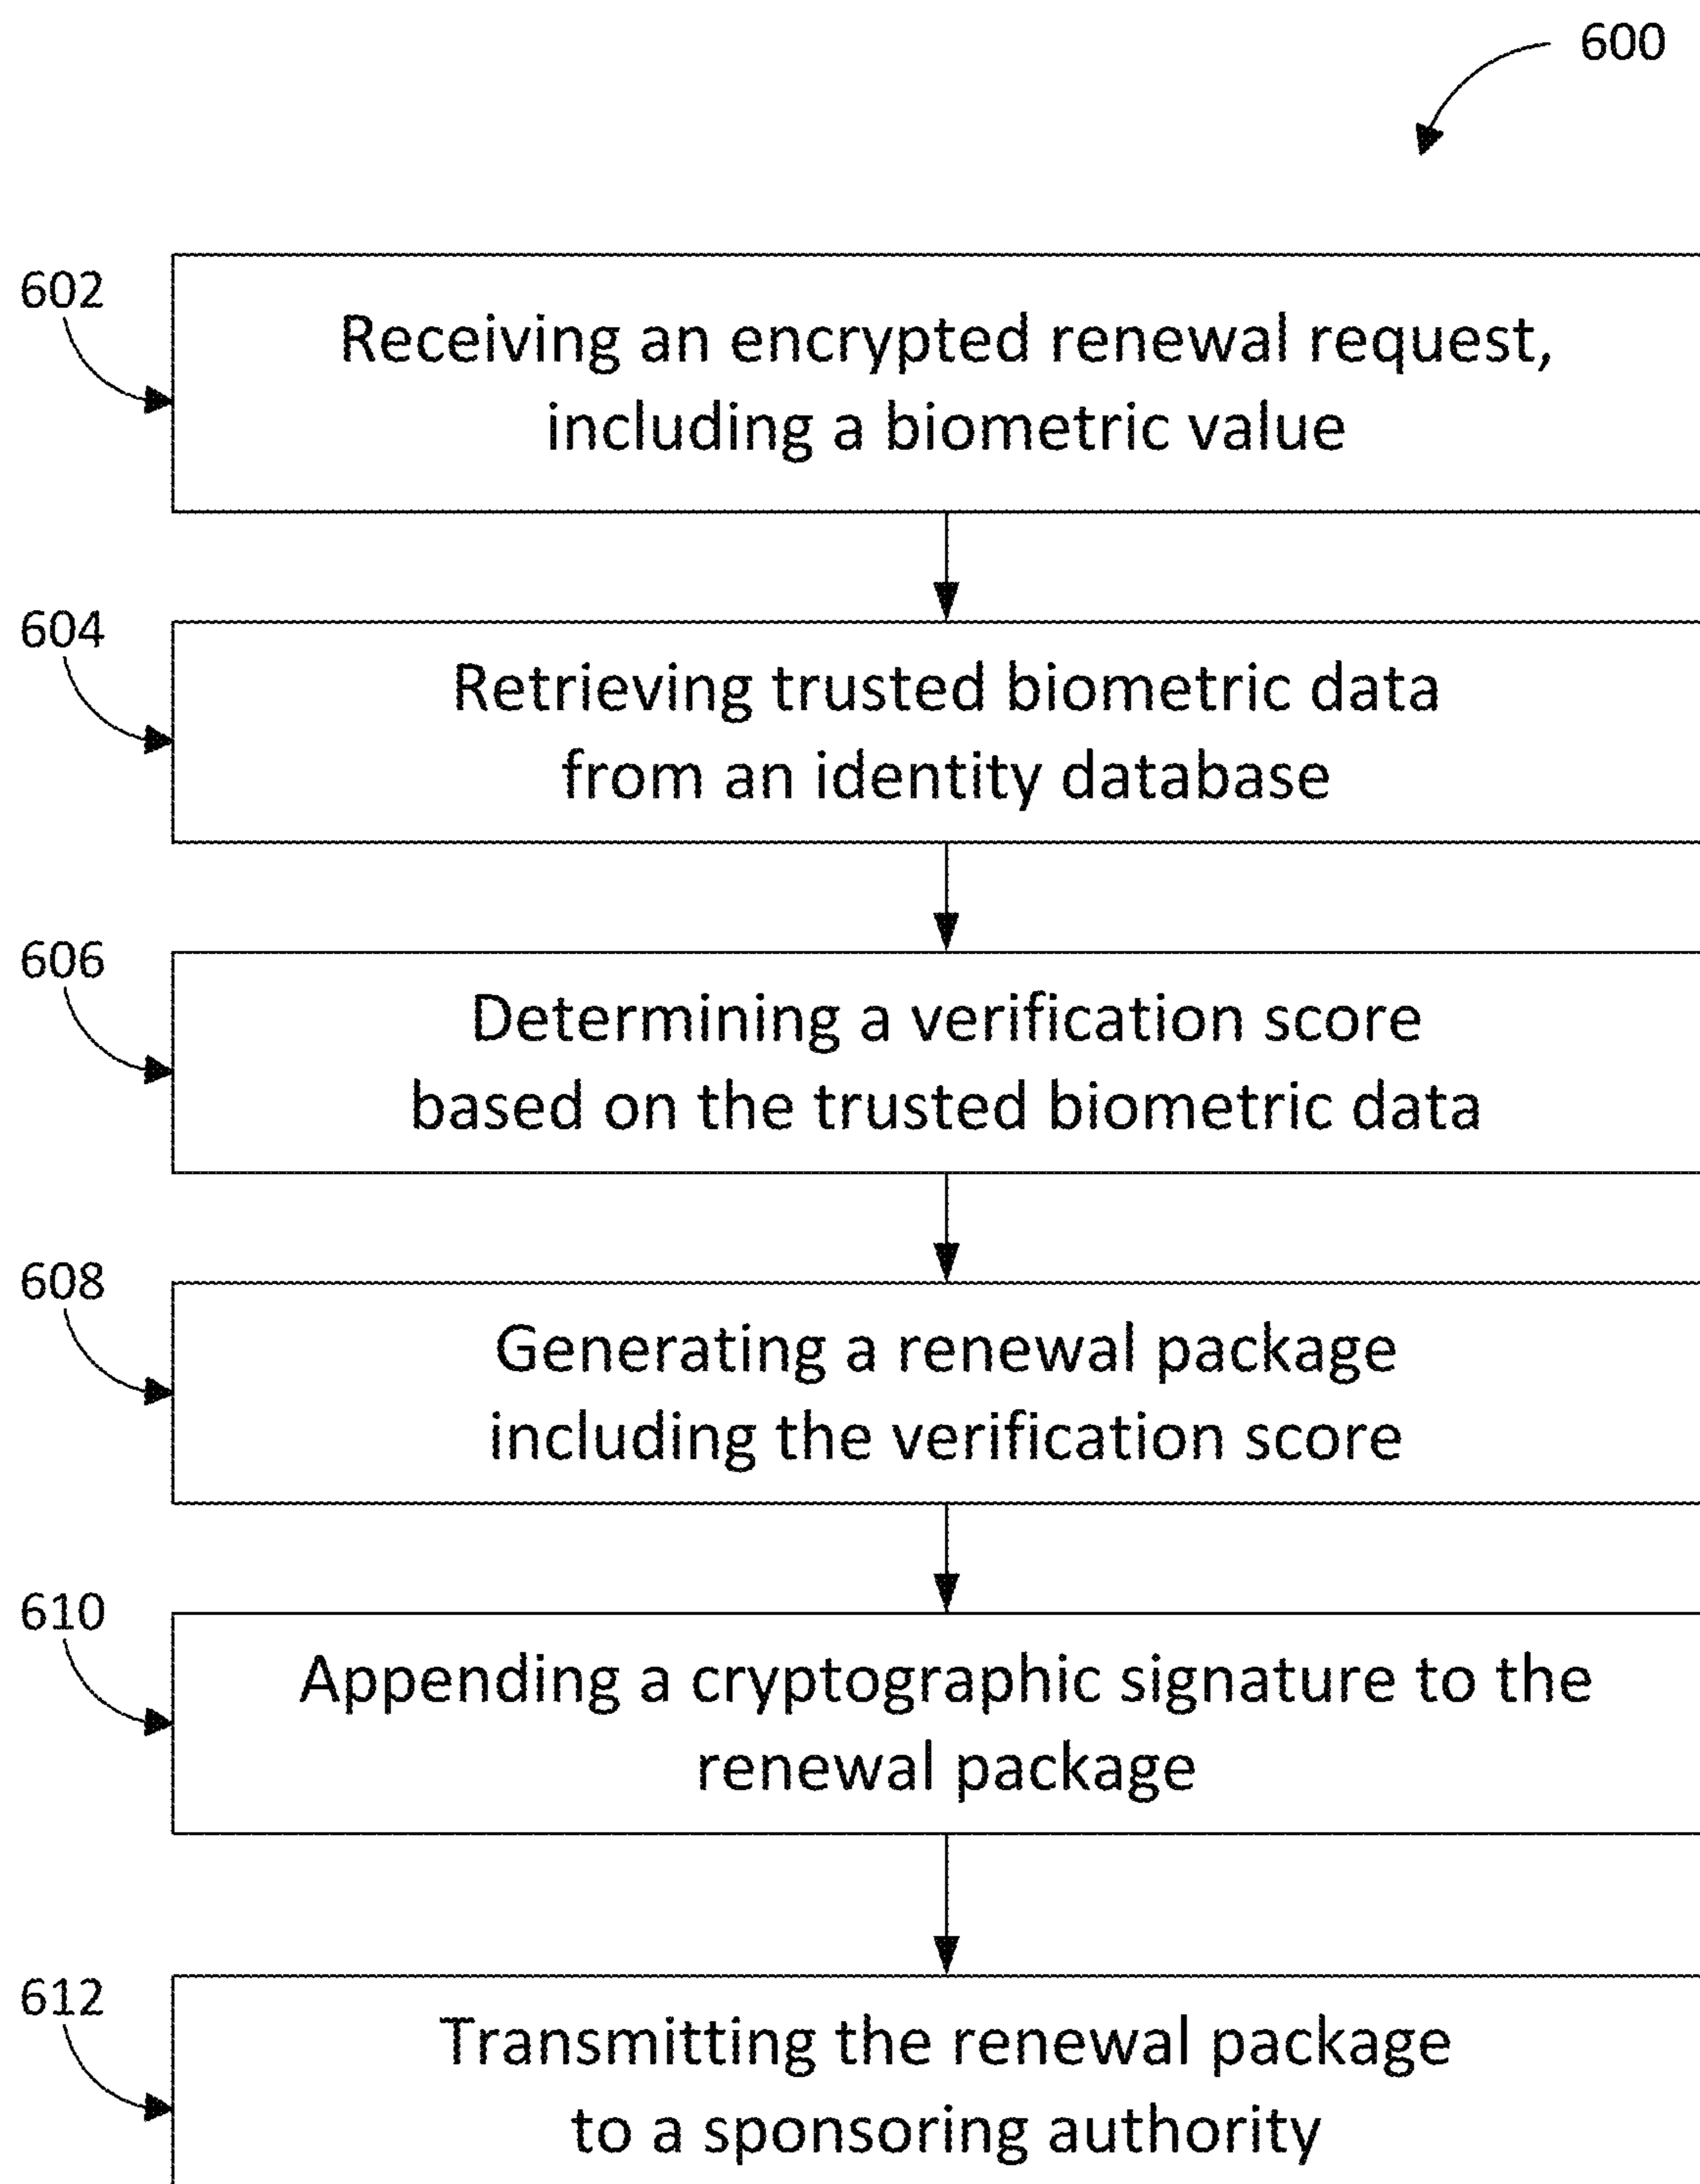 600
602
Receiving an encrypted renewal request,
including a biometric value
604
Retrieving trusted biometric data
from an identity database
606
Determining a verification score
based on the trusted biometric data
608
Generating a renewal package
including the verification score
610
Appending a cryptographic signature to the
renewal package
612
Transmitting the renewal package
to a sponsoring authority